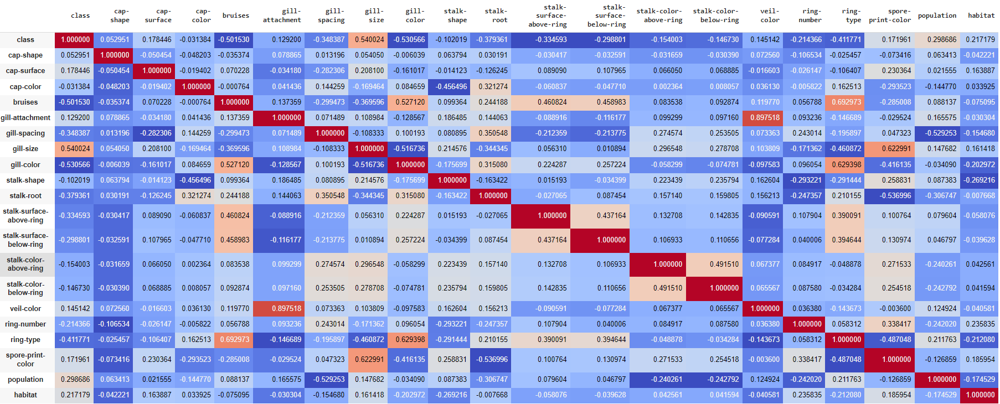 class cap-shape cap-surface cap-color bruises gill-attachment gill-spacing gill-size gill-color stalk-shape stalk-root stalk-surface-above-ring stalk-surface-below-ring stalk-color-above-ring stalk-color-below-ring veil-color ring-number ring-type spore-print-color population habitat
class 1.000000 0.052951 0.178446 -0.031384 -0.501530 0.129200 -0.348387 0.540024 -0.530566 -0.102019 -0.379361 -0.334593 -0.298801 -0.154003 -0.146730 0.145142 -0.214366 -0.411771 0.171961 0.298686 0.217179
cap-shape 0.052951 1.000000 -0.050454 -0.048203 -0.035374 0.078865 0.013196 0.054050 -0.006039 0.063794 0.030191 -0.030417 -0.032591 -0.031659 -0.030390 0.072560 -0.106534 -0.025457 -0.073416 0.063413 -0.042221
cap-surface 0.178446 -0.050454 1.000000 -0.019402 0.070228 -0.034180 -0.282306 0.208100 -0.161017 -0.014123 -0.126245 0.089090 0.107965 0.066050 0.068885 -0.016603 -0.026147 -0.106407 0.230364 0.021555 0.163887
cap-color -0.031384 -0.048203 -0.019402 1.000000 -0.000764 0.041436 0.144259 -0.169464 0.084659 -0.456496 0.321274 -0.060837 -0.047710 0.002364 0.008057 0.036130 -0.005822 0.162513 -0.293523 -0.144770 0.033925
bruises -0.501530 -0.035374 0.070228 -0.000764 1.000000 0.137359 -0.299473 -0.369596 0.527120 0.099364 0.244188 0.460824 0.458983 0.083538 0.092874 0.119770 0.056788 0.692973 -0.285008 0.088137 -0.075095
gill-attachment 0.129200 0.078865 -0.034180 0.041436 0.137359 1.000000 0.071489 0.108984 -0.128567 0.186485 0.144063 -0.088916 -0.116177 0.099299 0.097160 0.897518 0.093236 -0.146689 -0.029524 0.165575 -0.030304
gill-spacing -0.348387 0.013196 -0.282306 0.144259 -0.299473 0.071489 1.000000 -0.108333 0.100193 0.080895 0.350548 -0.212359 -0.213775 0.274574 0.253505 0.073363 0.243014 -0.195897 0.047323 -0.529253 -0.154680
gill-size 0.540024 0.054050 0.208100 -0.169464 -0.369596 0.108984 -0.108333 1.000000 -0.516736 0.214576 -0.344345 0.056310 0.010894 0.296548 0.278708 0.103809 -0.171362 -0.460872 0.622991 0.147682 0.161418
gill-color -0.530566 -0.006039 -0.161017 0.084659 0.527120 -0.128567 0.100193 -0.516736 1.000000 -0.175699 0.315080 0.224287 0.257224 -0.058299 -0.074781 -0.097583 0.096054 0.629398 -0.416135 -0.034090 -0.202972
stalk-shape -0.102019 0.063794 -0.014123 -0.456496 0.099364 0.186485 0.080895 0.214576 -0.175699 1.000000 -0.163422 0.015193 -0.034399 0.223439 0.235794 0.162604 -0.293221 -0.291444 0.258831 0.087383 -0.269216
stalk-root -0.379361 0.030191 -0.126245 0.321274 0.244188 0.144063 0.350548 -0.344345 0.315080 -0.163422 1.000000 -0.027065 0.087454 0.157140 0.159805 0.156213 -0.247357 0.210155 -0.536996 -0.306747 -0.007668
stalk-surface-above-ring -0.334593 -0.030417 0.089090 -0.060837 0.460824 -0.088916 -0.212359 0.056310 0.224287 0.015193 -0.027065 1.000000 0.437164 0.132708 0.142835 -0.090591 0.107904 0.390091 0.100764 0.079604 -0.058076
stalk-surface-below-ring -0.298801 -0.032591 0.107965 -0.047710 0.458983 -0.116177 -0.213775 0.010894 0.257224 -0.034399 0.087454 0.437164 1.000000 0.106933 0.110656 -0.077284 0.040006 0.394644 0.130974 0.046797 -0.039628
stalk-color-above-ring -0.154003 -0.031659 0.066050 0.002364 0.083538 0.099299 0.274574 0.296548 -0.058299 0.223439 0.157140 0.132708 0.106933 1.000000 0.491510 0.067377 0.084917 -0.048878 0.271533 -0.240261 0.042561
stalk-color-below-ring -0.146730 -0.030390 0.068885 0.008057 0.092874 0.097160 0.253505 0.278708 -0.074781 0.235794 0.159805 0.142835 0.110656 0.491510 1.000000 0.065567 0.087580 -0.034284 0.254518 -0.242792 0.041594
veil-color 0.145142 0.072560 -0.016603 0.036130 0.119770 0.897518 0.073363 0.103809 -0.097583 0.162604 0.156213 -0.090591 -0.077284 0.067377 0.065567 1.000000 0.036380 -0.143673 -0.003600 0.124924 -0.040581
ring-number -0.214366 -0.106534 -0.026147 -0.005822 0.056788 0.093236 0.243014 -0.171362 0.096054 -0.293221 -0.247357 0.107904 0.040006 0.084917 0.087580 0.036380 1.000000 0.058312 0.338417 -0.242020 0.235835
ring-type -0.411771 -0.025457 -0.106407 0.162513 0.692973 -0.146689 -0.195897 -0.460872 0.629398 -0.291444 0.210155 0.390091 0.394644 -0.048878 -0.034284 -0.143673 0.058312 1.000000 -0.487048 0.211763 -0.212080
spore-print-color 0.171961 -0.073416 0.230364 -0.293523 -0.285008 -0.029524 0.047323 0.622991 -0.416135 0.258831 -0.536996 0.100764 0.130974 0.271533 0.254518 -0.003600 0.338417 -0.487048 1.000000 -0.126859 0.185954
population 0.298686 0.063413 0.021555 -0.144770 0.088137 0.165575 -0.529253 0.147682 -0.034090 0.087383 -0.306747 0.079604 0.046797 -0.240261 -0.242792 0.124924 -0.242020 0.211763 -0.126859 1.000000 -0.174529
habitat 0.217179 -0.042221 0.163887 0.033925 -0.075095 -0.030304 -0.154680 0.161418 -0.202972 -0.269216 -0.007668 -0.058076 -0.039628 0.042561 0.041594 -0.040581 0.235835 -0.212080 0.185954 -0.174529 1.000000